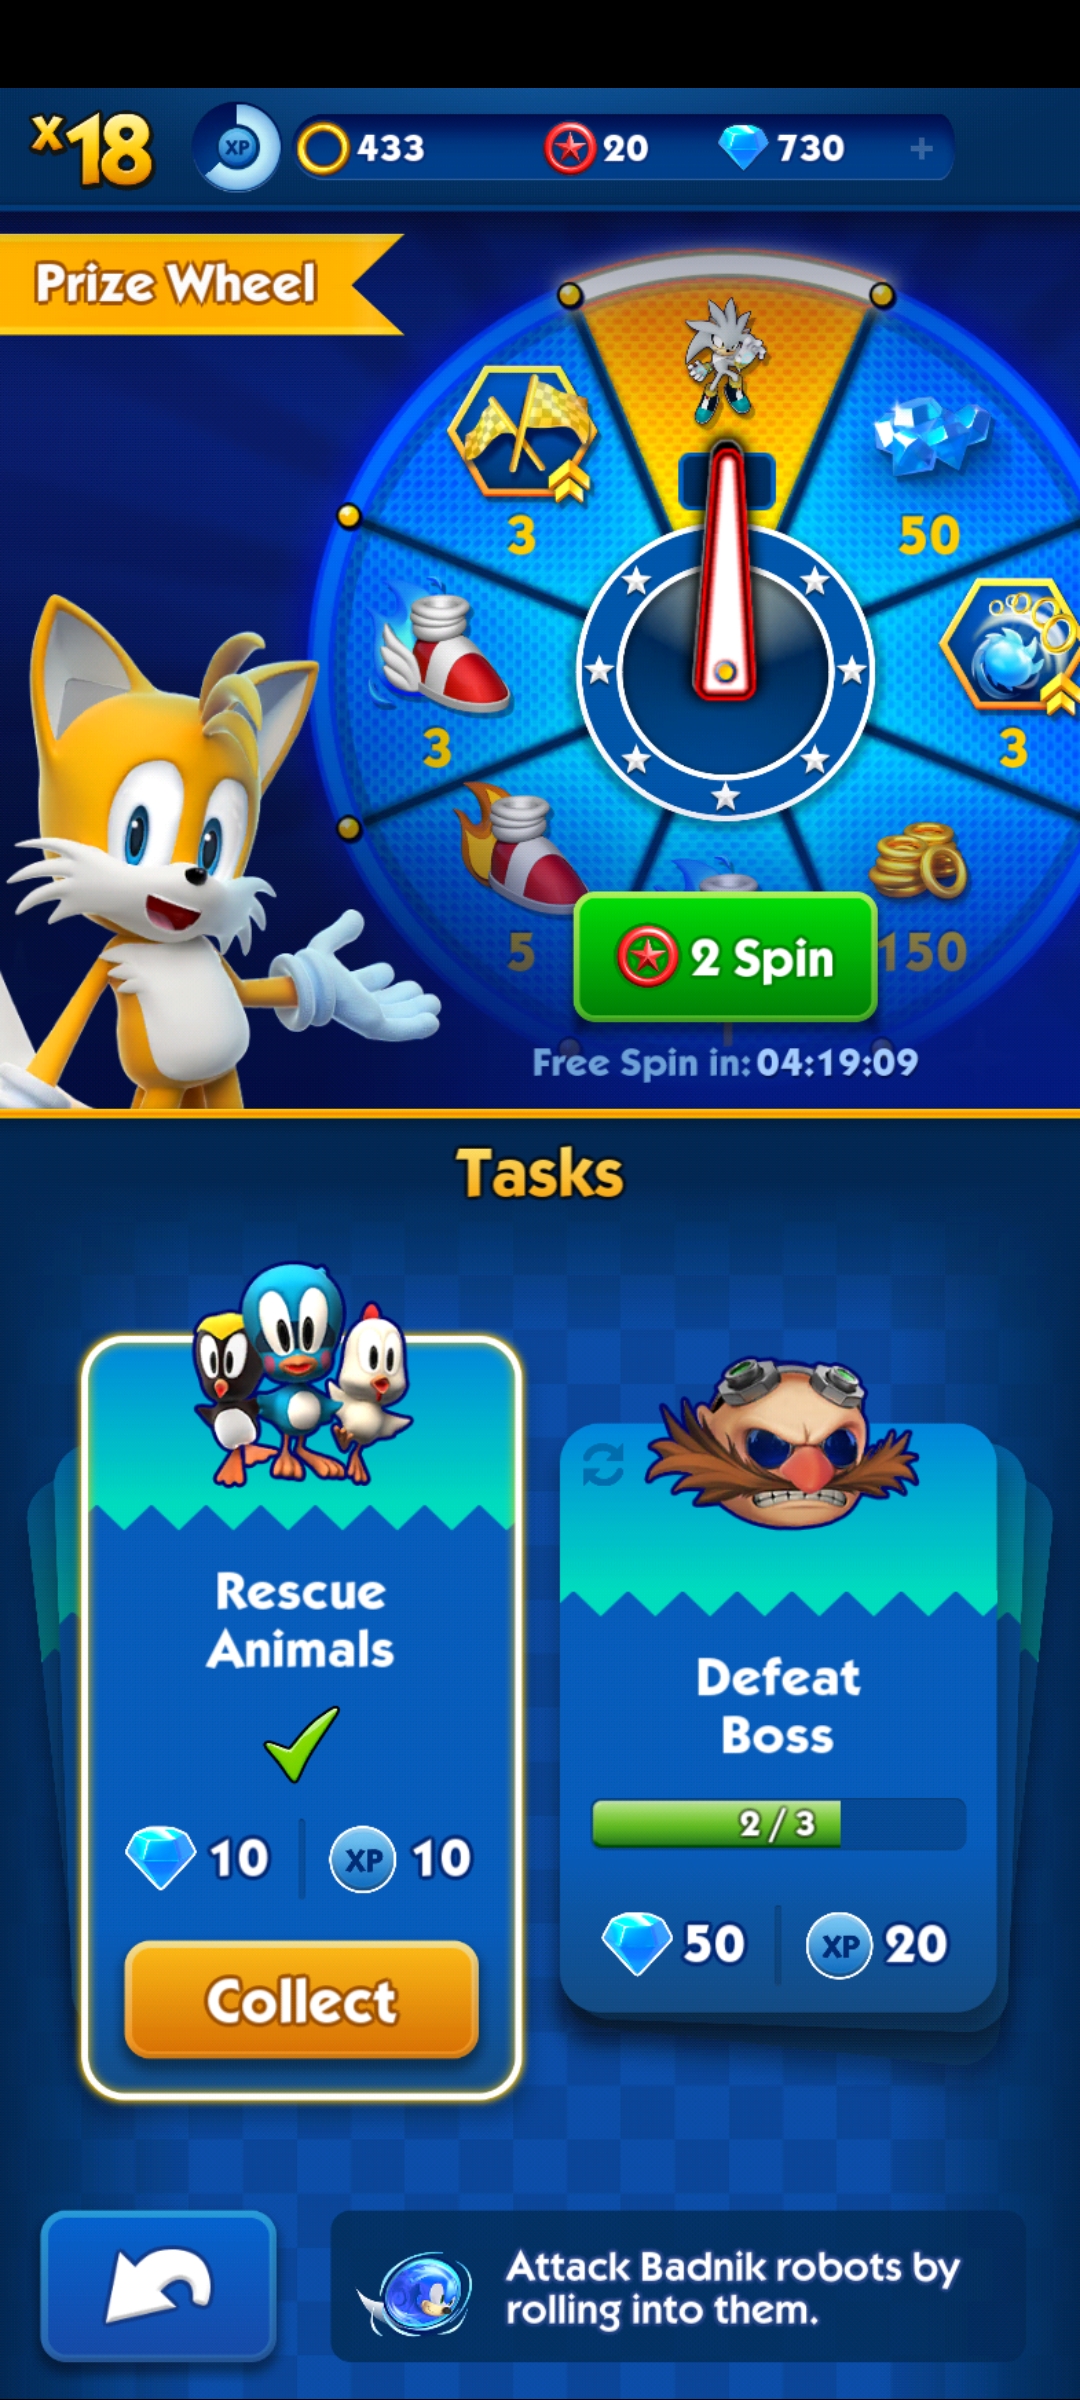 x18
XP
433
20
730
+
Prize Wheel
3
50
3
3
5
150
2 Spin
Free Spin in: 04:19:09
Tasks
Rescue
Animals
10
XP
10
Collect
Defeat
Boss
2 / 3
50
XP
20
Attack Badnik robots by
rolling into them.